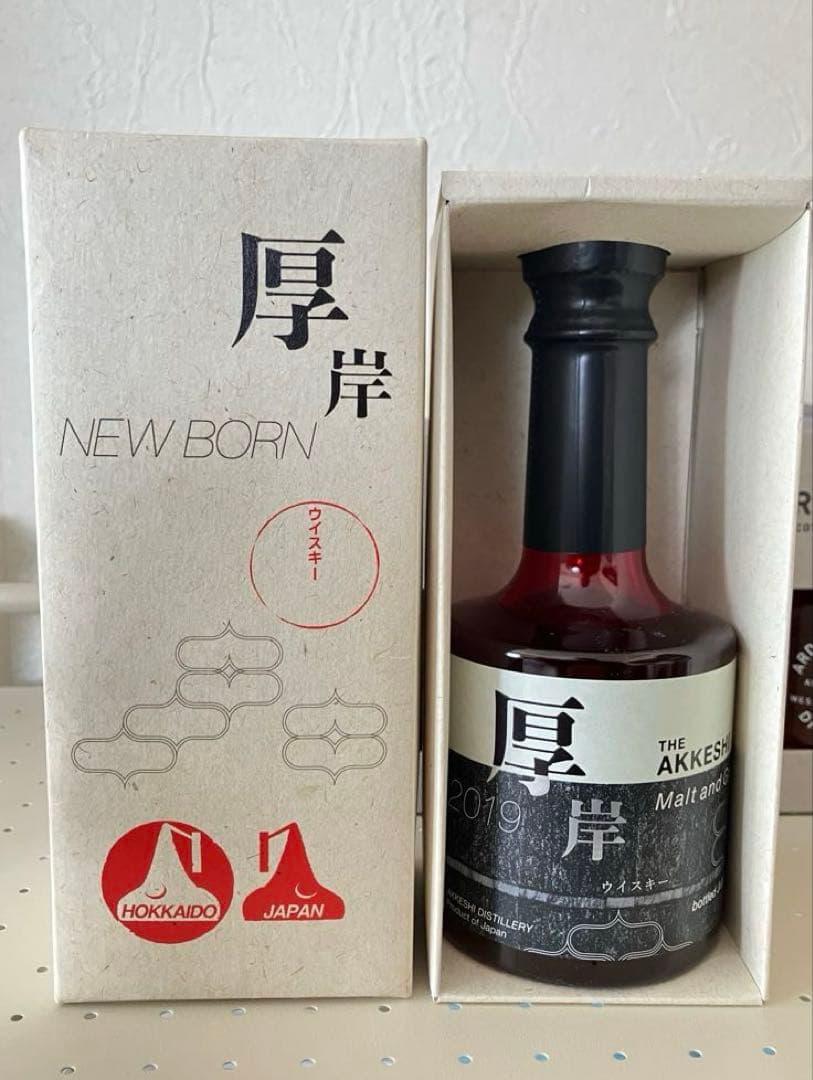 厚岸
NEW BORN
ウイスキー
HOKKAIDO
JAPAN
厚岸
THE
AKKESHI
Malt and G
2019
ウイスキー
AKKESHI DISTILLERY
Product of Japan
bottled